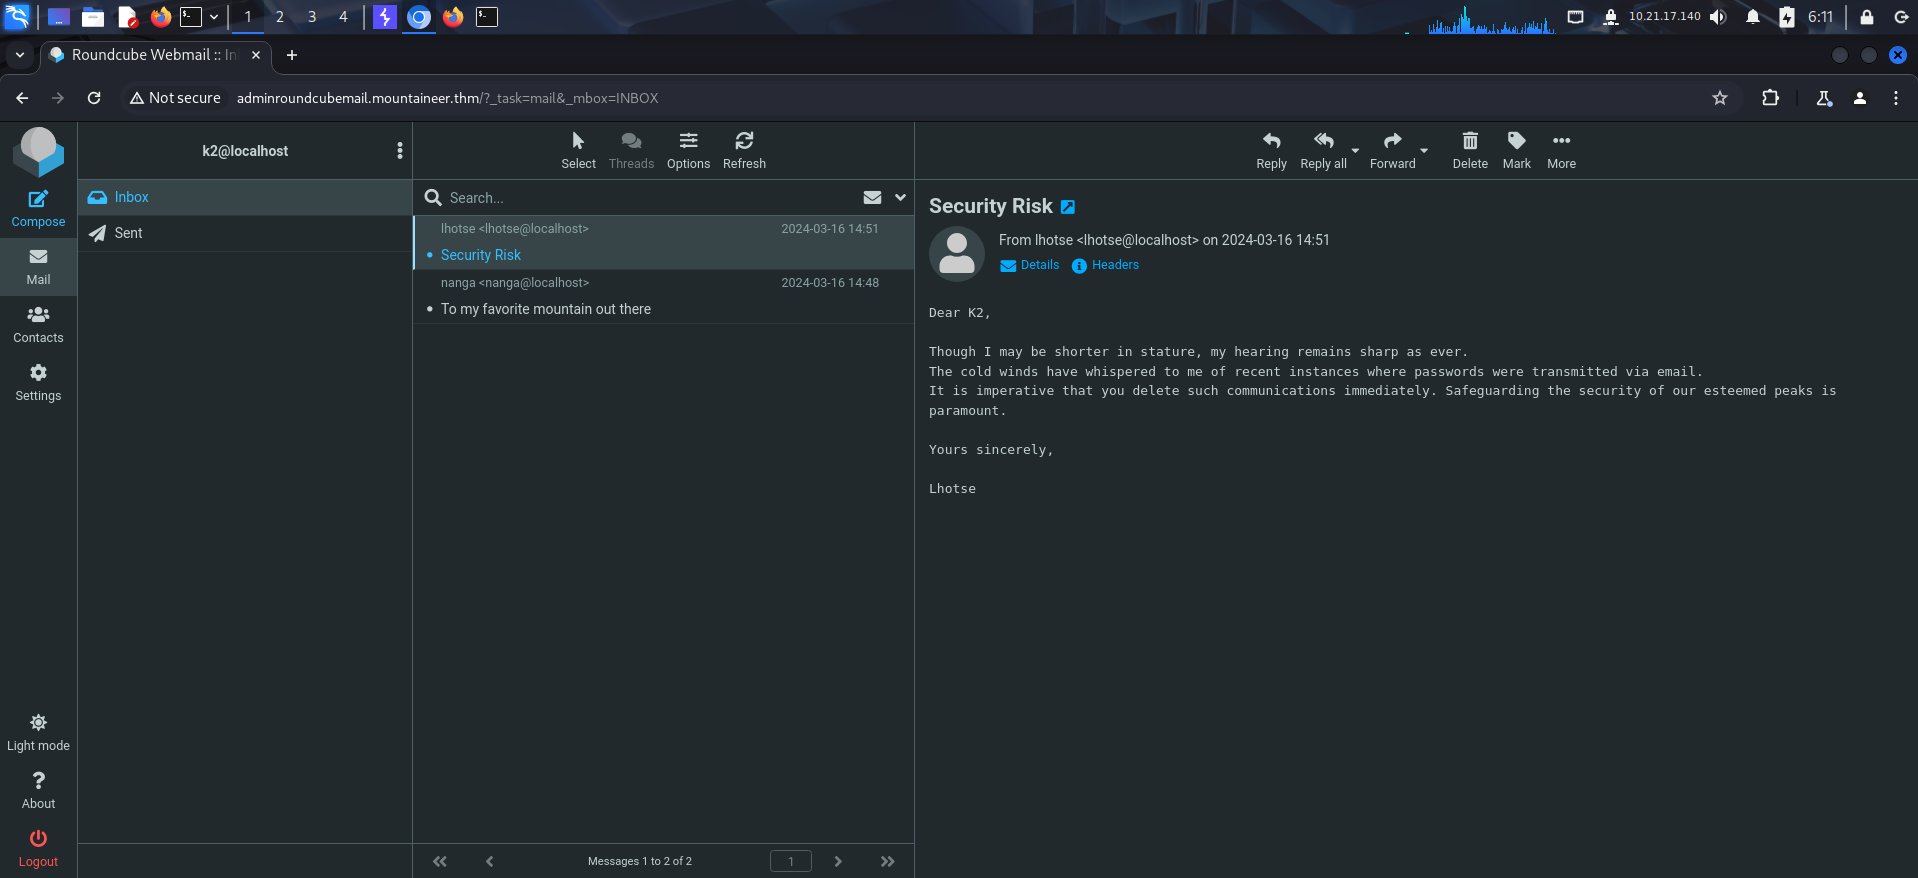 1 2 3 4
10.21.17.140
6:11
Roundcube Webmail :: In
Not secure
adminroundcubemail.mountaineer.thm/?_task=mail&_mbox=INBOX
Compose
Mail
Contacts
Settings
Light mode
About
Logout
k2@localhost
Inbox
Sent
Select Threads Options Refresh
Search...
lhotse <lhotse@localhost> 2024-03-16 14:51
Security Risk
nanga <nanga@localhost> 2024-03-16 14:48
To my favorite mountain out there
Messages 1 to 2 of 2
1
Reply Reply all Forward Delete Mark More
Security Risk
From lhotse <lhotse@localhost> on 2024-03-16 14:51
Details Headers
Dear K2,
Though I may be shorter in stature, my hearing remains sharp as ever.
The cold winds have whispered to me of recent instances where passwords were transmitted via email.
It is imperative that you delete such communications immediately. Safeguarding the security of our esteemed peaks is
paramount.
Yours sincerely,
Lhotse